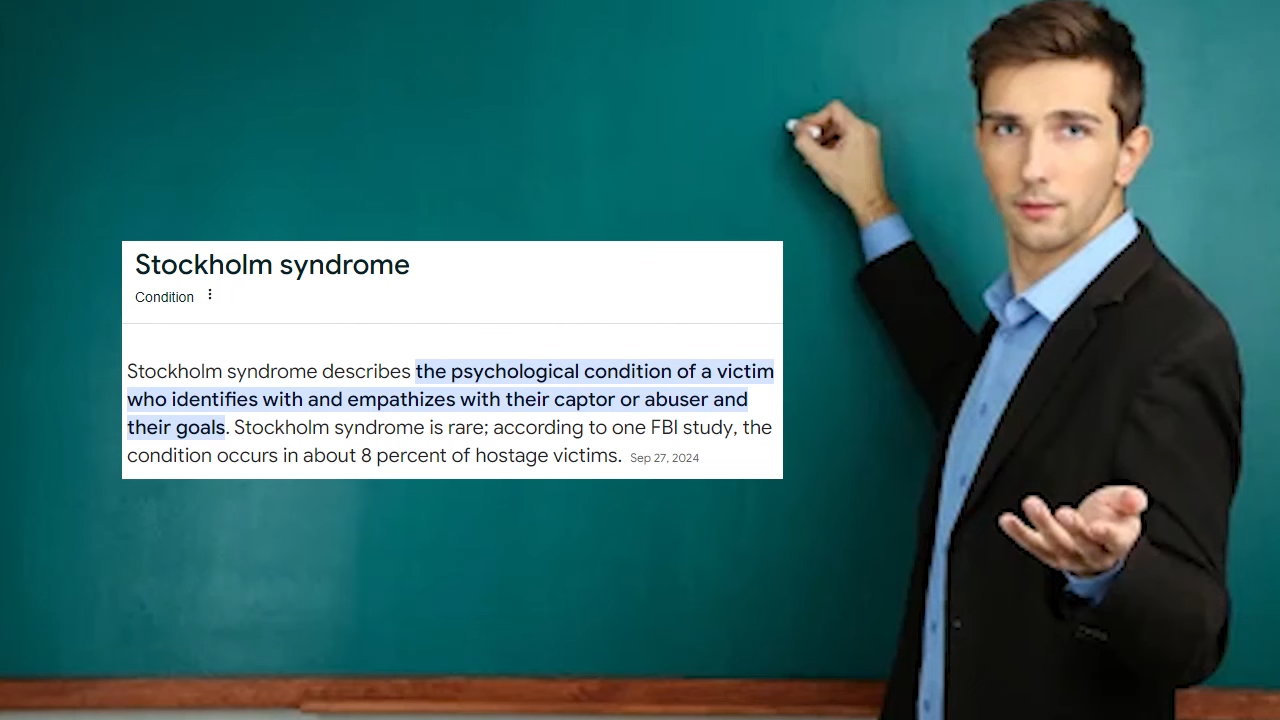 Stockholm syndrome
Condition
Stockholm syndrome describes the psychological condition of a victim
who identifies with and empathizes with their captor or abuser and
their goals. Stockholm syndrome is rare; according to one FBI study, the
condition occurs in about 8 percent of hostage victims. Sep 27, 2024